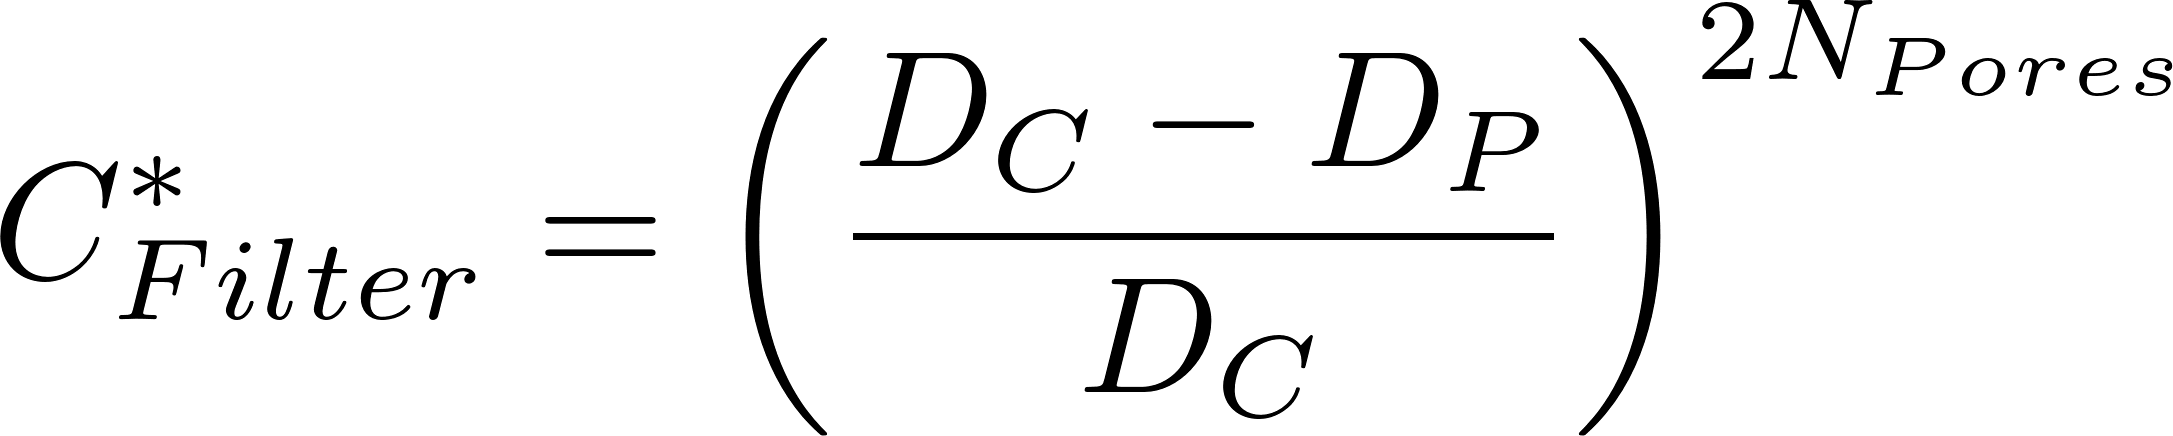 C^*_{Filter} = \left( \frac{D_C - D_P}{D_C} \right)^{2N_{Pores}}